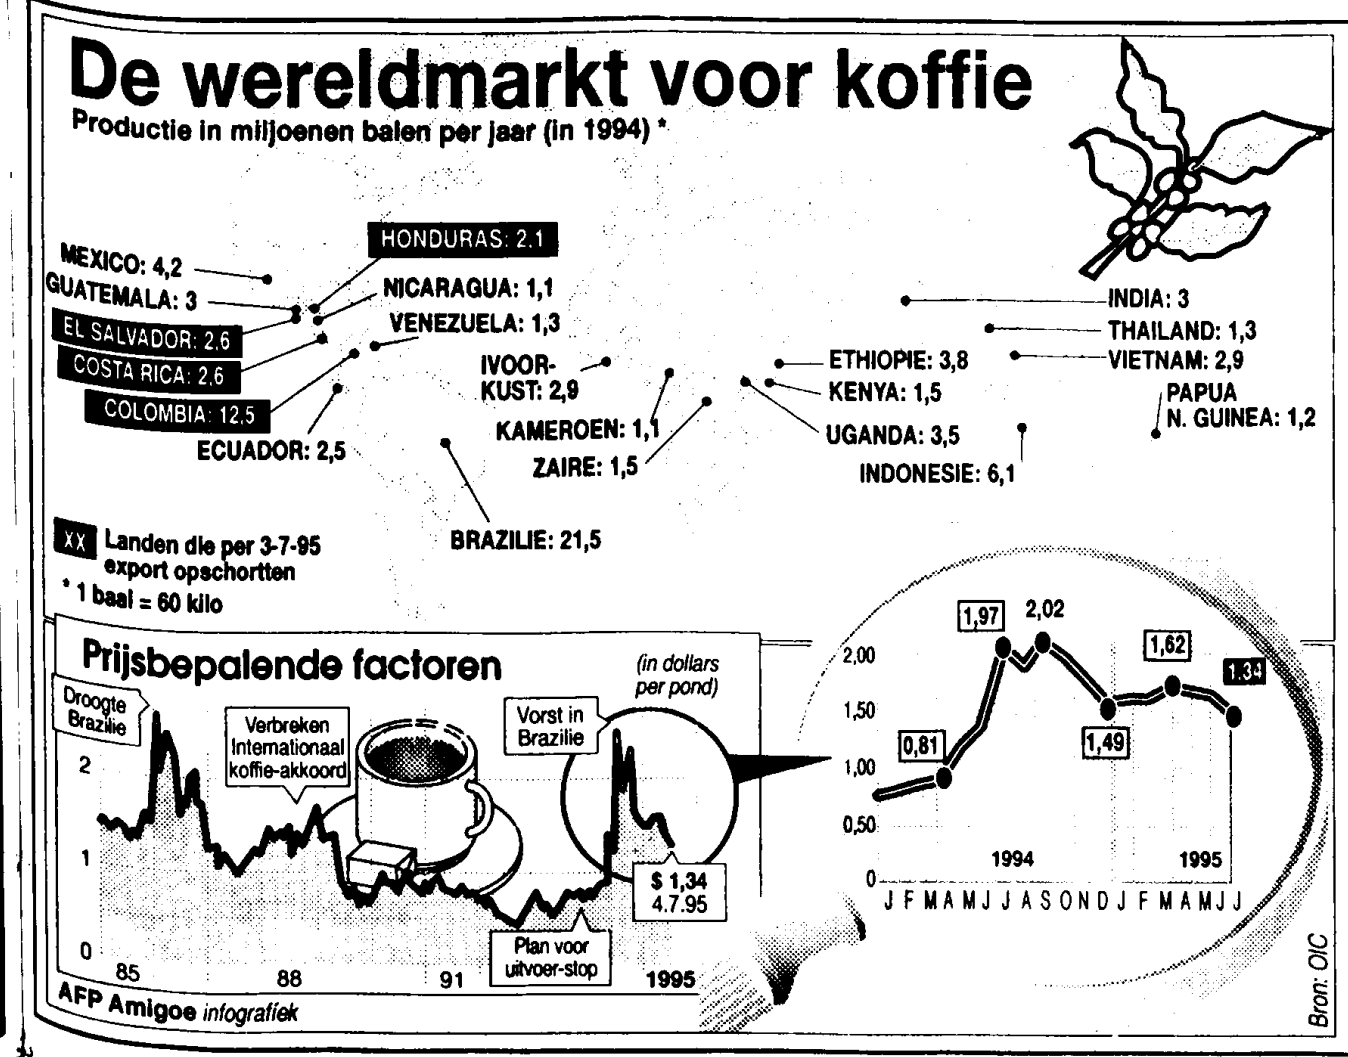 De wereldmarkt voor koffie
Productie in miljoenen balen per jaar (in 1994) *
HONDURAS: 2.1
MEXICO: 4,2
GUATEMALA: 3
NICARAGUA: 1,1
EL SALVADOR: 2.6
VENEZUELA: 1,3
COSTA RICA: 2,6
COLOMBIA: 12,5
ECUADOR: 2,5
IVOOR-
KUST: 2,9
KAMEROEN: 1,1
ZAIRE: 1,5
BRAZILIE: 21,5
ETHIOPIE: 3,8
KENYA: 1,5
UGANDA: 3,5
INDONESIE: 6,1
INDIA: 3
THAILAND: 1,3
VIETNAM: 2,9
PAPUA
N. GUINEA: 1,2
XX Landen die per 3-7-95
export opschortten
* 1 baal = 60 kilo
Prijsbepalende factoren
(in dollars
per pond)
Droogte
Brazilie
Verbreken
Internationaal
koffie-akkoord
Vorst in
Brazilie
2
1
0
$ 1,34
4.7.95
Plan voor
uitvoer-stop
85 88 91 1995
1,97 2,02
2,00
1,62
1.34
1,50
0,81
1,49
1,00
0,50
1994 1995
0
J F M A M J J A S O N D J F M A M J J
AFP Amigoe infografiek
Bron: OIC